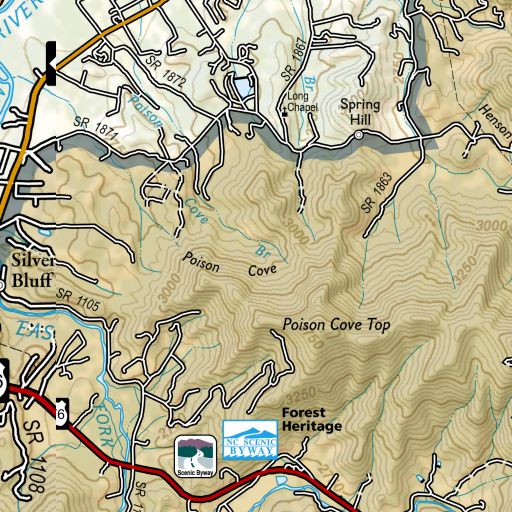 RIVER
SR 1867
SR 1872
Br
Long
Chapel
Spring
Hill
Poison
SR 1871
Henson
SR 1863
Cove
3000
Br
Poison Cove
3000
Silver
Bluff
SR 1105
EAS
Poison Cove Top
3250
Forest
Heritage
6
FORK
NC SCENIC
BYWAY
Scenic Byway
SR 1108